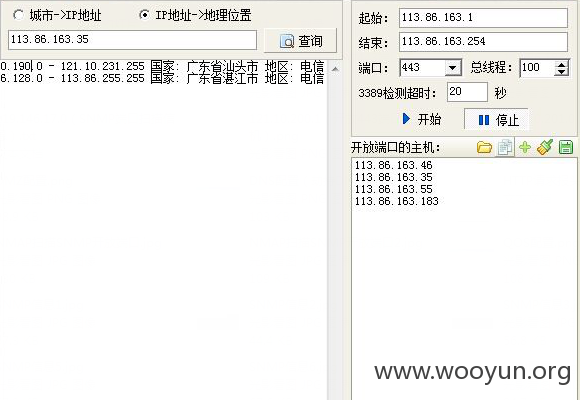 城市->IP地址 IP地址->地理位置
113.86.163.35 查询
0.190.0 - 121.10.231.255 国家: 广东省汕头市 地区: 电信
6.128.0 - 113.86.255.255 国家: 广东省湛江市 地区: 电信
起始: 113.86.163.1
结束: 113.86.163.254
端口: 443 总线程: 100
3389检测超时: 20 秒
开始 停止
开放端口的主机:
113.86.163.46
113.86.163.35
113.86.163.55
113.86.163.183
www.wooyun.org